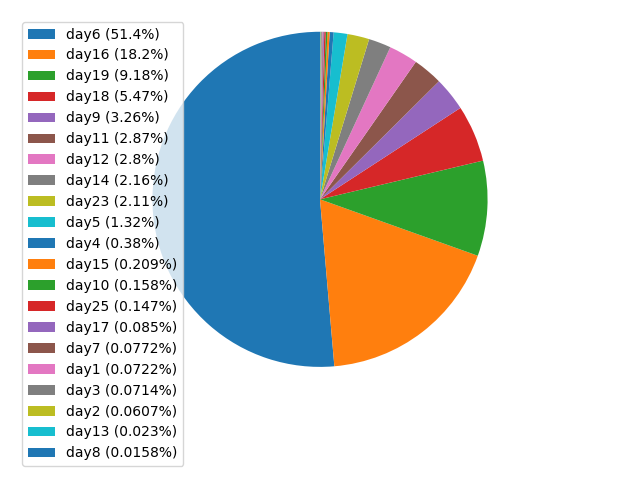 day6 (51.4%)
day16 (18.2%)
day19 (9.18%)
day18 (5.47%)
day9 (3.26%)
day11 (2.87%)
day12 (2.8%)
day14 (2.16%)
day23 (2.11%)
day5 (1.32%)
day4 (0.38%)
day15 (0.209%)
day10 (0.158%)
day25 (0.147%)
day17 (0.085%)
day7 (0.0772%)
day1 (0.0722%)
day3 (0.0714%)
day2 (0.0607%)
day13 (0.023%)
day8 (0.0158%)